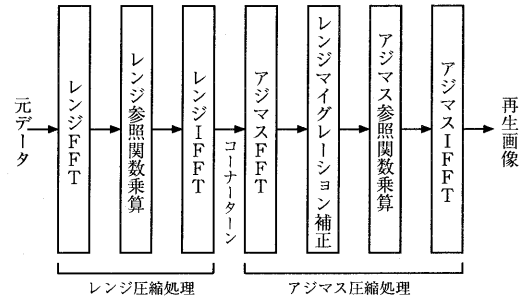 元データ
レンジFFT
レンジ参照関数乗算
レンジIFFT
コーナーターン
アジマスFFT
レンジマイグレーション補正
アジマス参照関数乗算
アジマスIFFT
再生画像
レンジ圧縮処理
アジマス圧縮処理